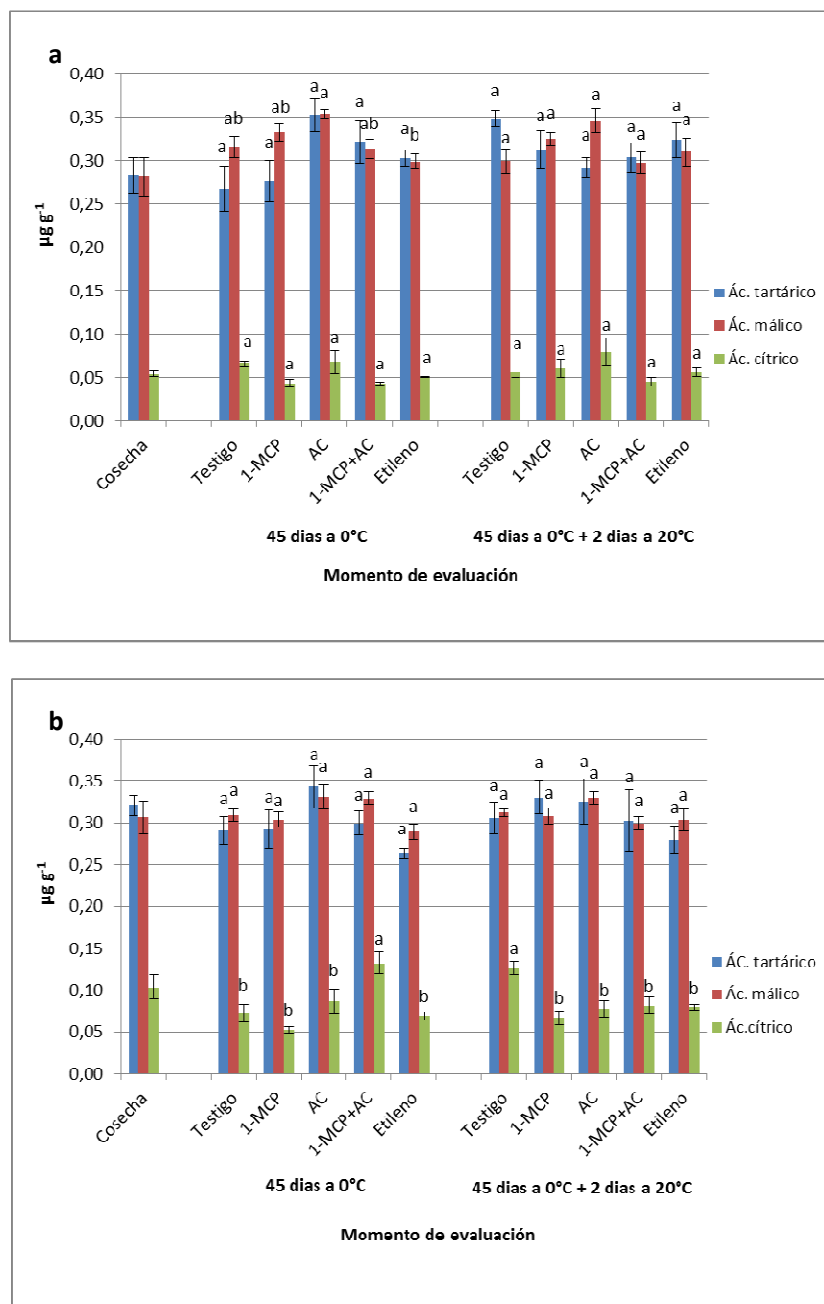 a
0,40
0,35
0,30
0,25
0,20
0,15
0,10
0,05
0,00
µg g-1
a ab a
a ab a
a a a
a ab a
a b a
a a a
a a a
a a a
a a a
a a a
Ác. tartárico
Ác. málico
Ác. cítrico
Cosecha
Testigo
1-MCP
AC
1-MCP+AC
Etileno
Testigo
1-MCP
AC
1-MCP+AC
Etileno
45 dias a 0°C
45 dias a 0°C + 2 dias a 20°C
Momento de evaluación
b
0,40
0,35
0,30
0,25
0,20
0,15
0,10
0,05
0,00
µg g-1
a a b
a a b
a a b
a a a
a a b
a a a
a a b
a a b
a a b
a a b
ÁC. tartárico
Ác. málico
Ác.cítrico
Cosecha
Testigo
1-MCP
AC
1-MCP+AC
Etileno
Testigo
1-MCP
AC
1-MCP+AC
Etileno
45 dias a 0°C
45 dias a 0°C + 2 dias a 20°C
Momento de evaluación